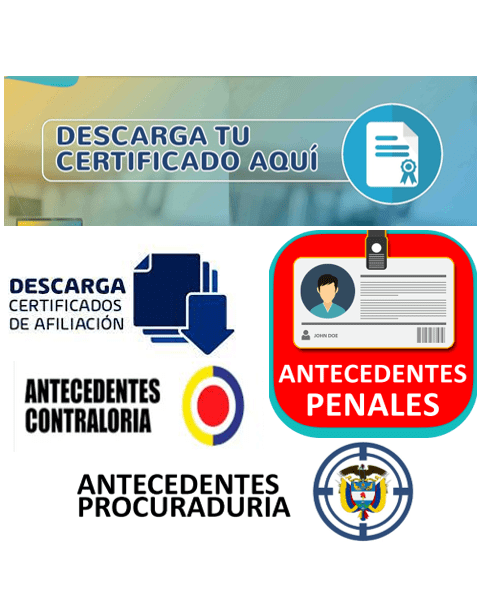 DESCARGA TU
CERTIFICADO AQUÍ
DESCARGA
CERTIFICADOS
DE AFILIACIÓN
JOHN DOE
ANTECEDENTES
PENALES
ANTECEDENTES
CONTRALORIA
ANTECEDENTES
PROCURADURIA